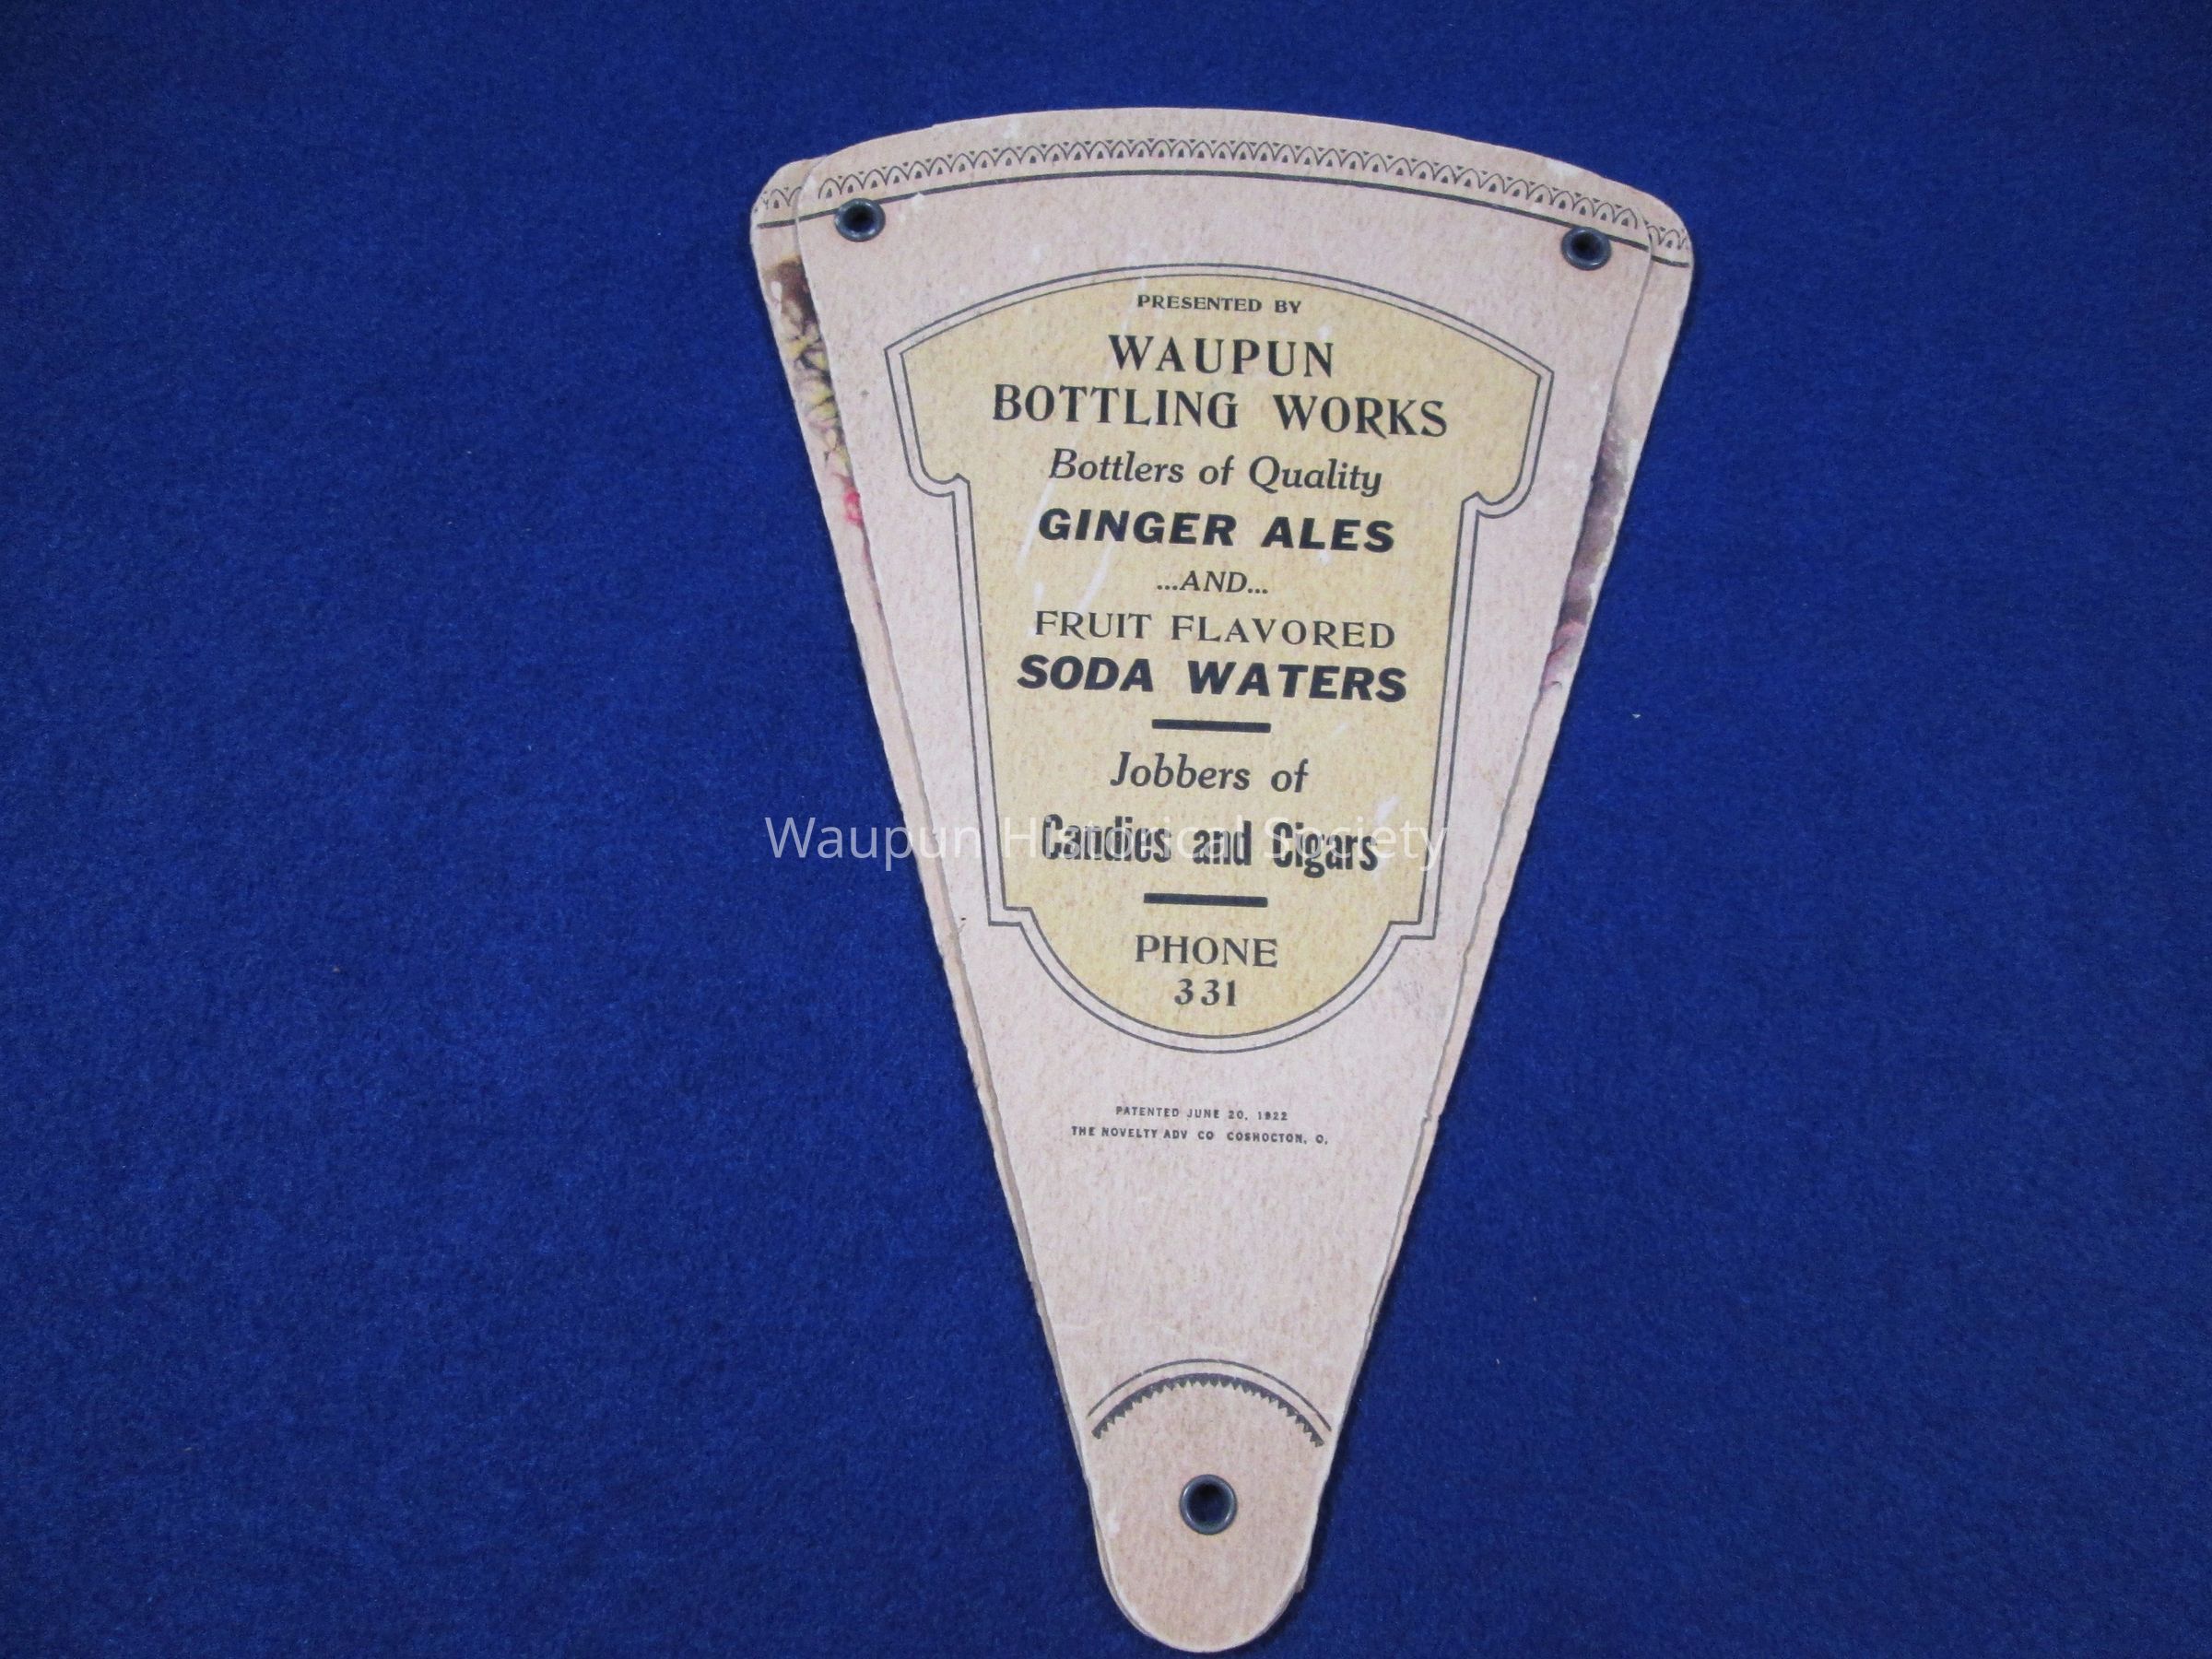 PRESENTED BY
WAUPUN
BOTTLING WORKS
Bottlers of Quality
GINGER ALES
...AND...
FRUIT FLAVORED
SODA WATERS
Jobbers of
Candies and Cigars
Waupun Historical Society
PHONE
331
PATENTED JUNE 20, 1922
THE NOVELTY ADV CO COSHOCTON, O.